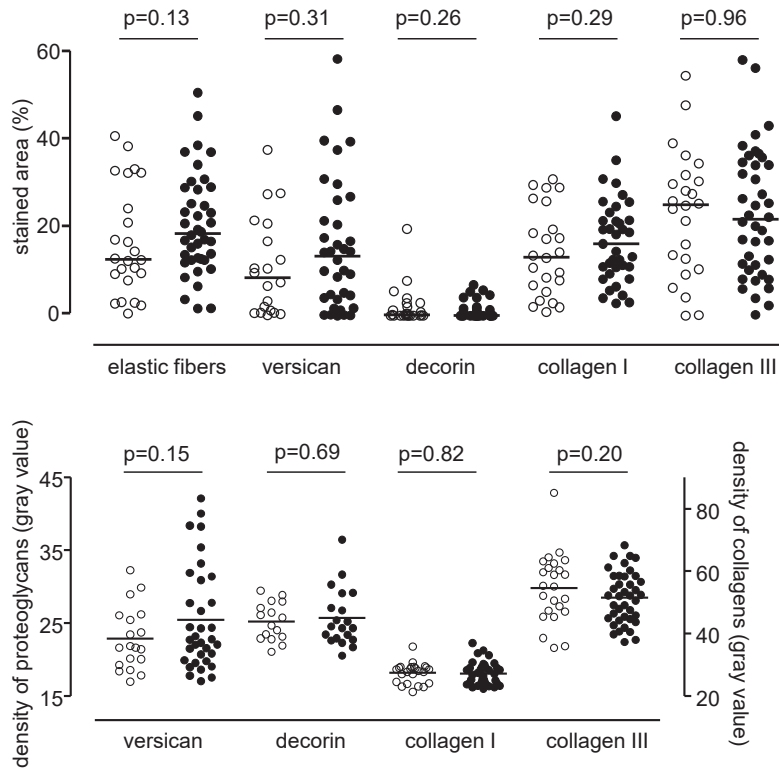 p=0.13 p=0.31 p=0.26 p=0.29 p=0.96
stained area (%)
60
40
20
0
elastic fibers versican decorin collagen I collagen III
p=0.15 p=0.69 p=0.82 p=0.20
density of proteoglycans (gray value)
45
35
25
15
80
60
40
20
density of collagens (gray value)
versican decorin collagen I collagen III